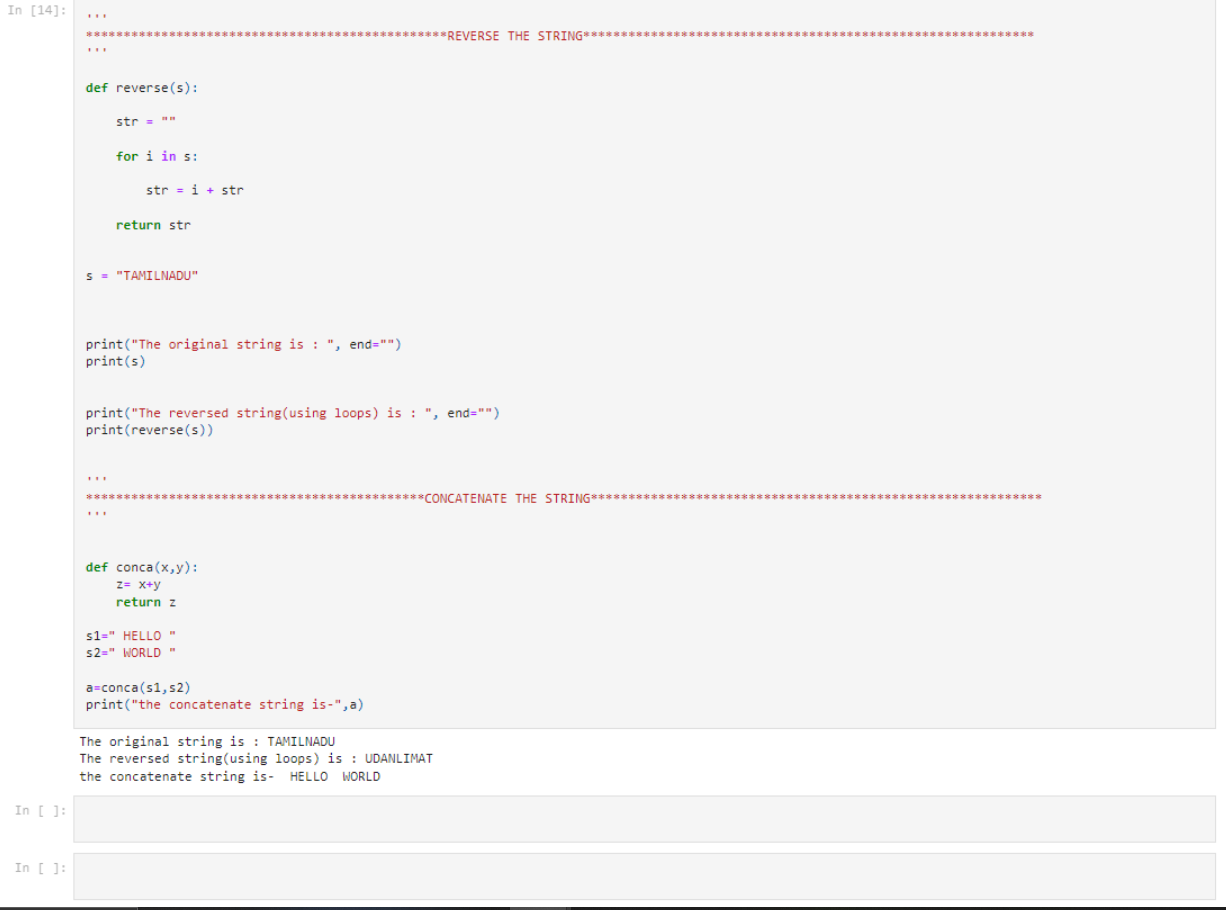 In [14]:
'''
************************************************REVERSE THE STRING************************************************************
'''
def reverse(s):
    str = ""
    for i in s:
        str = i + str
    return str
s = "TAMILNADU"
print("The original string is : ", end="")
print(s)
print("The reversed string(using loops) is : ", end="")
print(reverse(s))
'''
*********************************************CONCATENATE THE STRING************************************************************
'''
def conca(x,y):
    z= x+y
    return z
s1=" HELLO "
s2=" WORLD "
a=conca(s1,s2)
print("the concatenate string is-",a)
The original string is : TAMILNADU
The reversed string(using loops) is : UDANLIMAT
the concatenate string is-  HELLO  WORLD
In [ ]:
In [ ]: